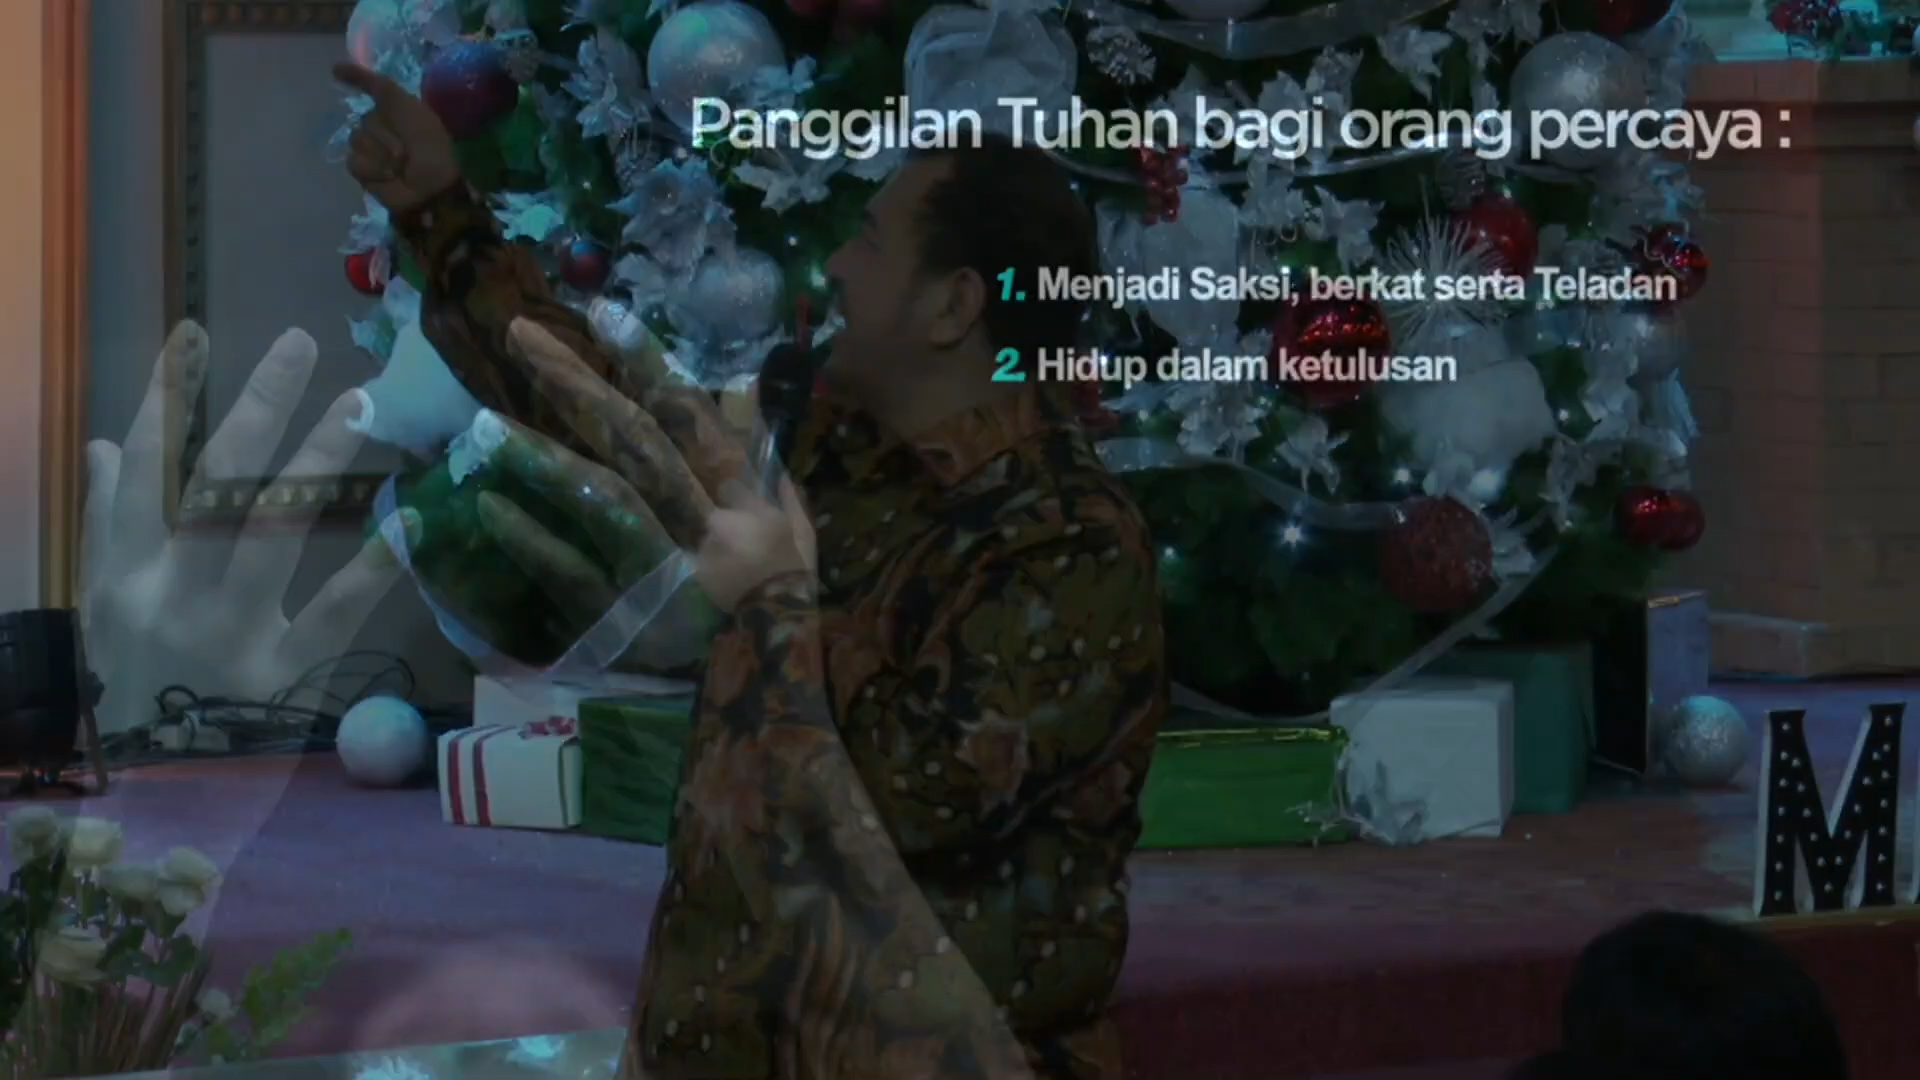 Panggilan Tuhan bagi orang percaya :
1. Menjadi Saksi, berkat serta Teladan
2. Hidup dalam ketulusan
M